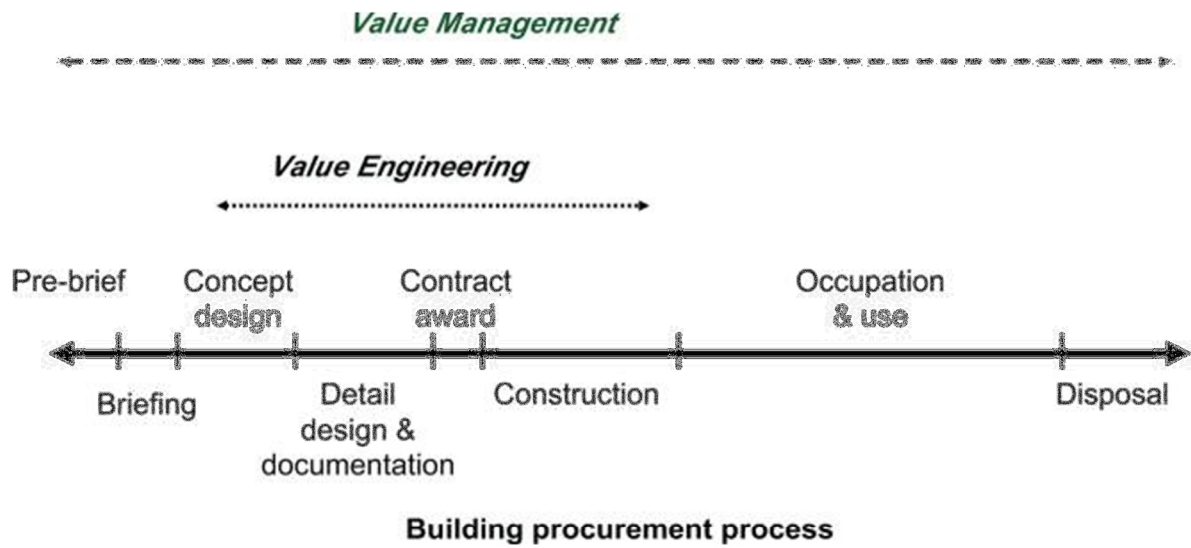 Value Management
Value Engineering
Pre-brief
Concept
design
Contract
award
Occupation
& use
Briefing
Detail
design &
documentation
Construction
Disposal
Building procurement process